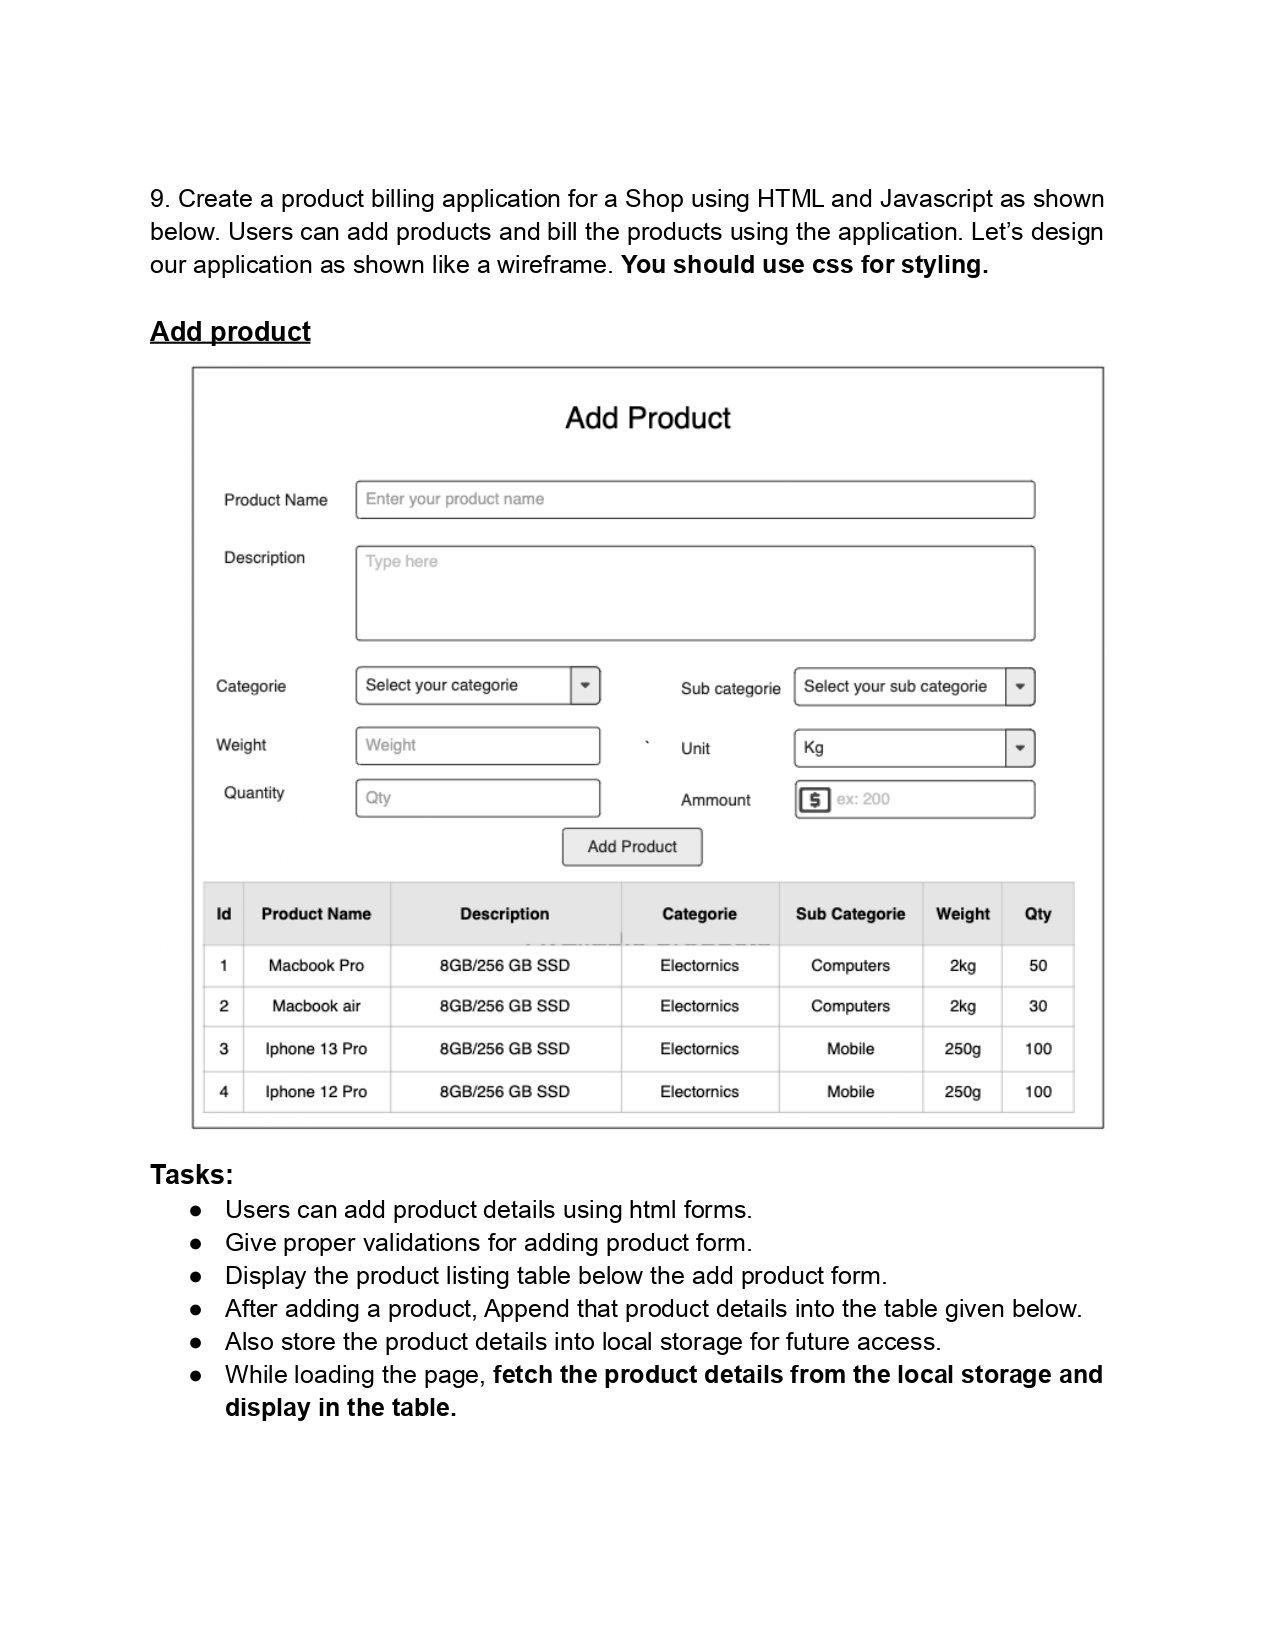 9. Create a product billing application for a Shop using HTML and Javascript as shown
below. Users can add products and bill the products using the application. Let’s design
our application as shown like a wireframe. You should use css for styling.
Add product
Add Product
Product Name Enter your product name
Description Type here
Categorie Select your categorie Sub categorie Select your sub categorie
Weight Weight ` Unit Kg
Quantity Qty Ammount $ ex: 200
Add Product
Id Product Name Description Categorie Sub Categorie Weight Qty
1 Macbook Pro 8GB/256 GB SSD Electornics Computers 2kg 50
2 Macbook air 8GB/256 GB SSD Electornics Computers 2kg 30
3 Iphone 13 Pro 8GB/256 GB SSD Electornics Mobile 250g 100
4 Iphone 12 Pro 8GB/256 GB SSD Electornics Mobile 250g 100
Tasks:
● Users can add product details using html forms.
● Give proper validations for adding product form.
● Display the product listing table below the add product form.
● After adding a product, Append that product details into the table given below.
● Also store the product details into local storage for future access.
● While loading the page, fetch the product details from the local storage and
display in the table.